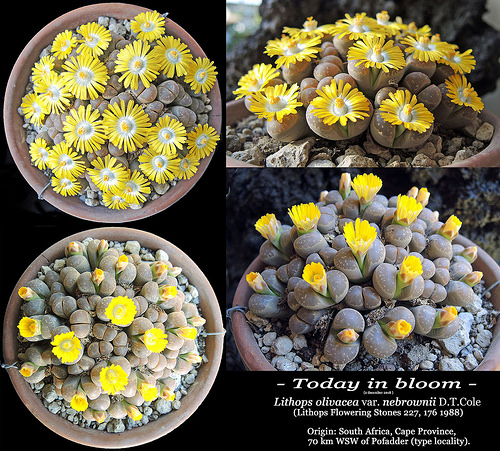 - Today in bloom -
Lithops olivacea var. nebrownii D.T.Cole
(Lithops Flowering Stones 227, 176 1988)
Origin: South Africa, Cape Province,
70 km WSW of Pofadder (type locality).